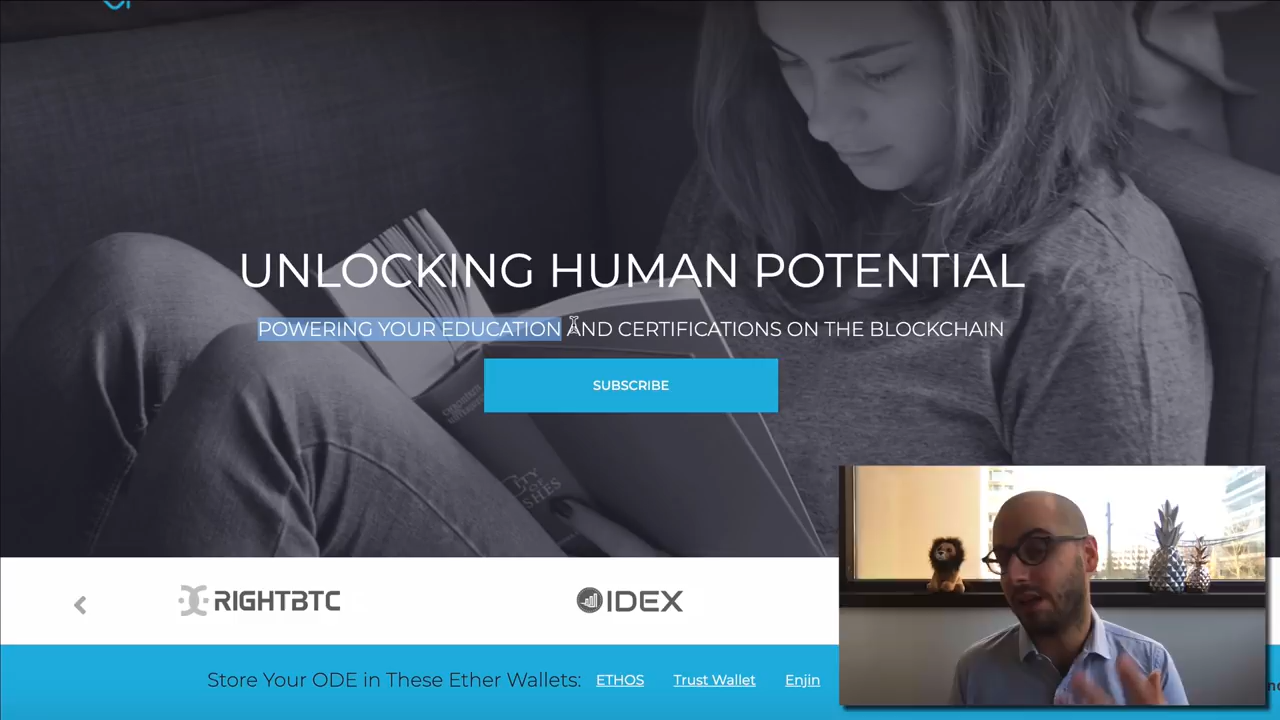 UNLOCKING HUMAN POTENTIAL
POWERING YOUR EDUCATION AND CERTIFICATIONS ON THE BLOCKCHAIN
SUBSCRIBE
RIGHTBTC
IDEX
Store Your ODE in These Ether Wallets: ETHOS Trust Wallet Enjin